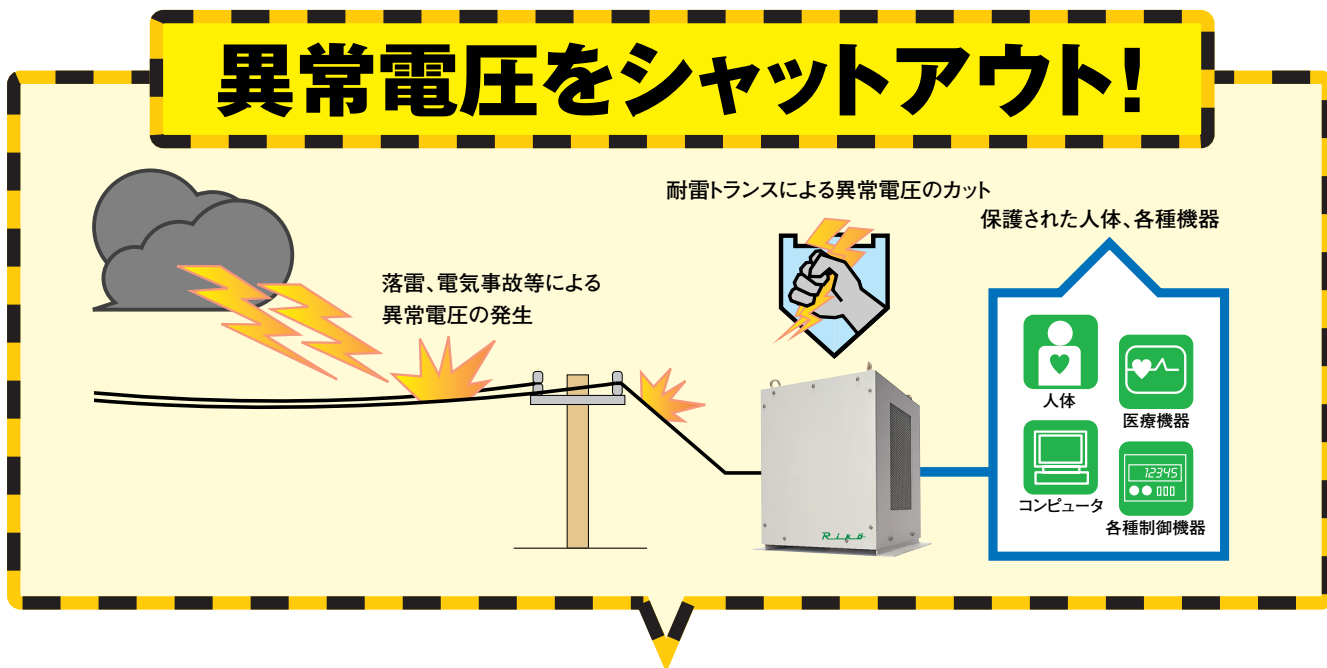 異常電圧をシャットアウト!
耐雷トランスによる異常電圧のカット
保護された人体、各種機器
落雷、電気事故等による
異常電圧の発生
人体
医療機器
12345
コンピュータ
各種制御機器
Rikö